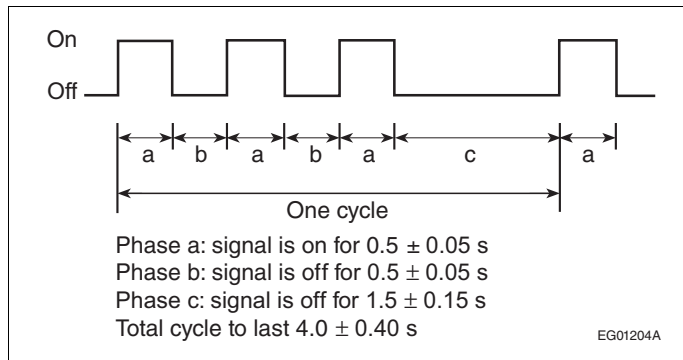 On
Off
a b a b a c a
One cycle
Phase a: signal is on for 0.5 ± 0.05 s
Phase b: signal is off for 0.5 ± 0.05 s
Phase c: signal is off for 1.5 ± 0.15 s
Total cycle to last 4.0 ± 0.40 s
EG01204A